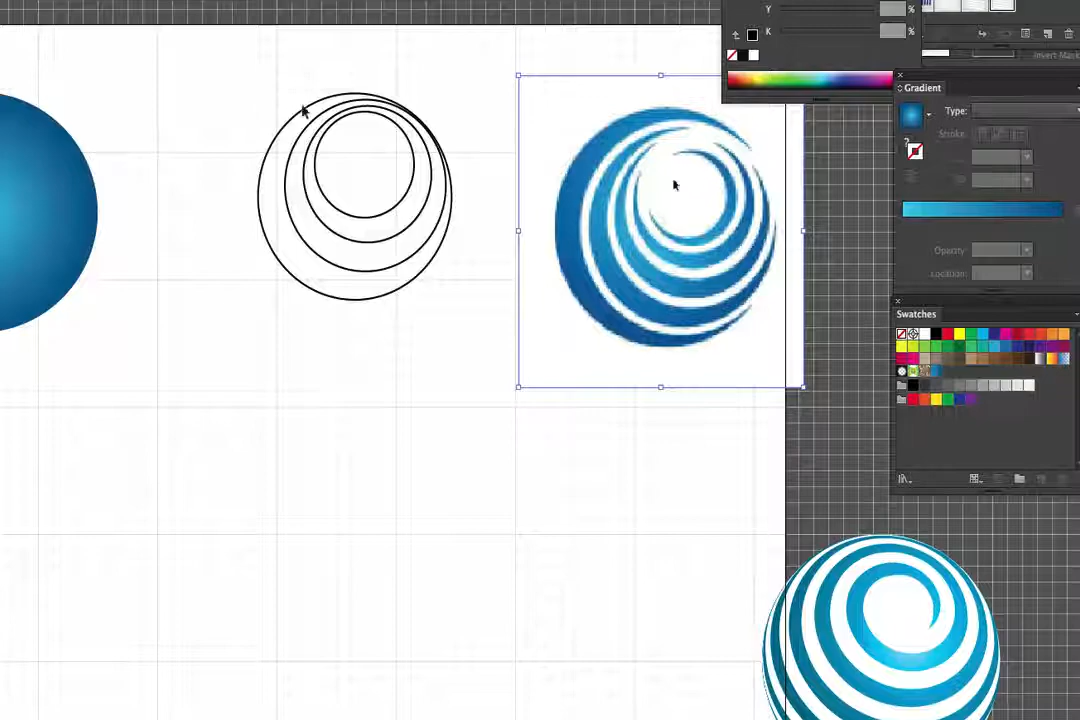 Y
%
K
%
Invert Mask
Gradient
Type:
Stroke:
Opacity:
Location:
Swatches